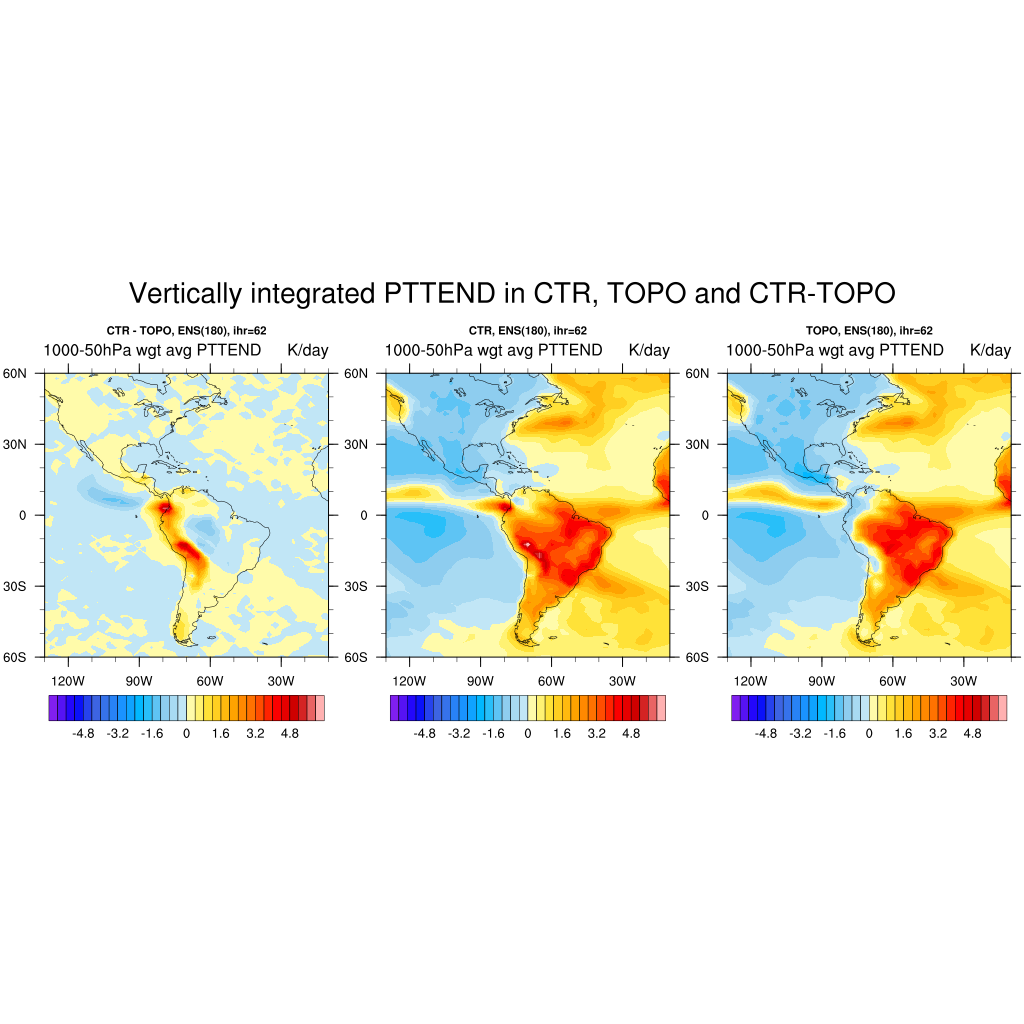 Vertically integrated PTTEND in CTR, TOPO and CTR-TOPO
CTR - TOPO, ENS(180), ihr=62
1000-50hPa wgt avg PTTEND K/day
60N
30N
0
30S
60S
120W 90W 60W 30W
-4.8 -3.2 -1.6 0 1.6 3.2 4.8
CTR, ENS(180), ihr=62
1000-50hPa wgt avg PTTEND K/day
60N
30N
0
30S
60S
120W 90W 60W 30W
-4.8 -3.2 -1.6 0 1.6 3.2 4.8
TOPO, ENS(180), ihr=62
1000-50hPa wgt avg PTTEND K/day
60N
30N
0
30S
60S
120W 90W 60W 30W
-4.8 -3.2 -1.6 0 1.6 3.2 4.8